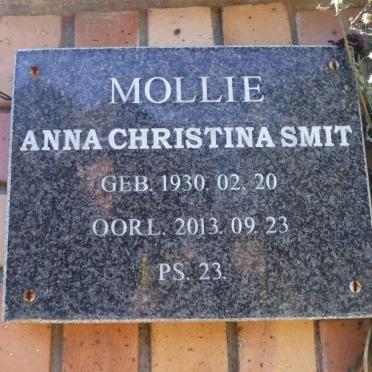 MOLLIE
ANNA CHRISTINA SMIT
GEB. 1930. 02. 20
OORL. 2013. 09. 23
PS. 23.